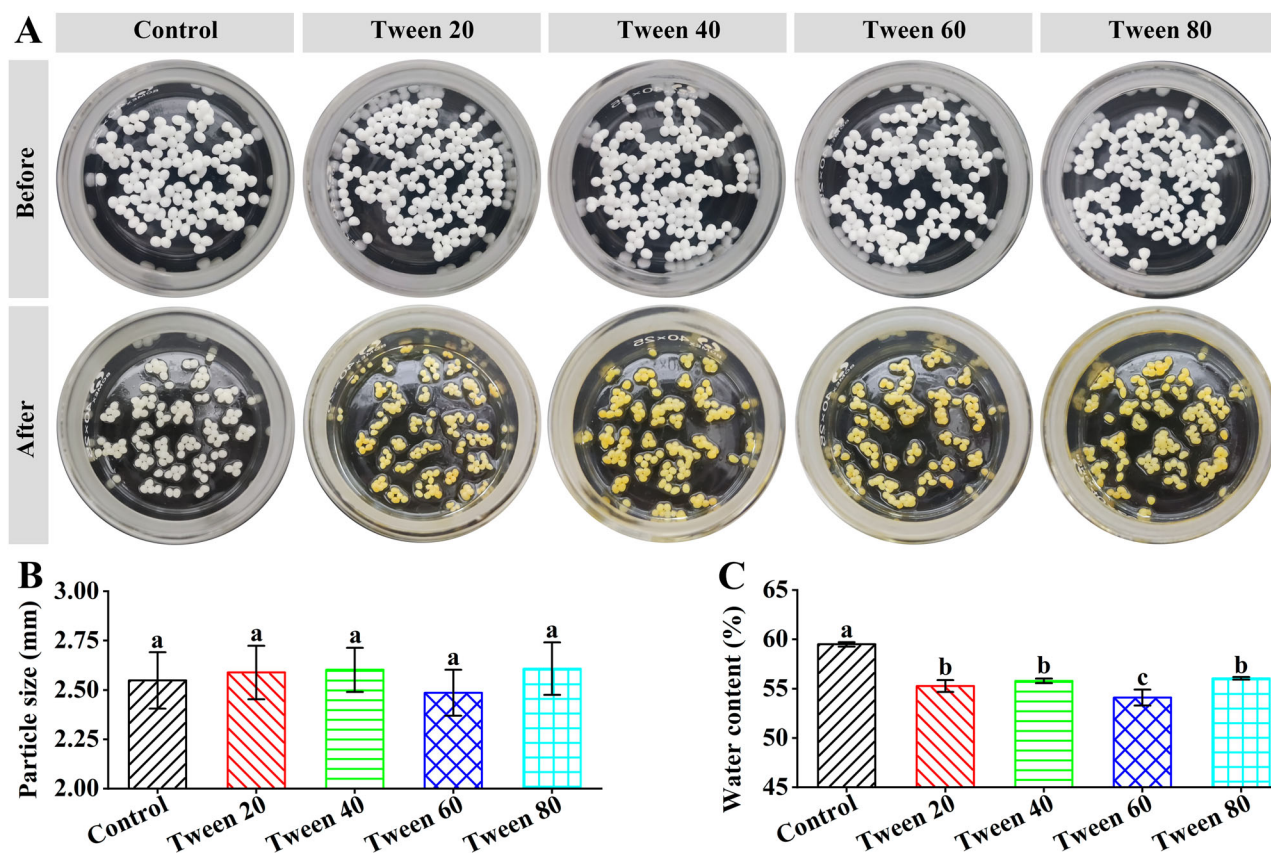 A
Control
Tween 20
Tween 40
Tween 60
Tween 80
Before
After
B
Particle size (mm)
3.00
2.75
2.50
2.25
2.00
a
a
a
a
a
Control
Tween 20
Tween 40
Tween 60
Tween 80
C
Water content (%)
65
60
55
50
45
a
b
b
c
b
Control
Tween 20
Tween 40
Tween 60
Tween 80